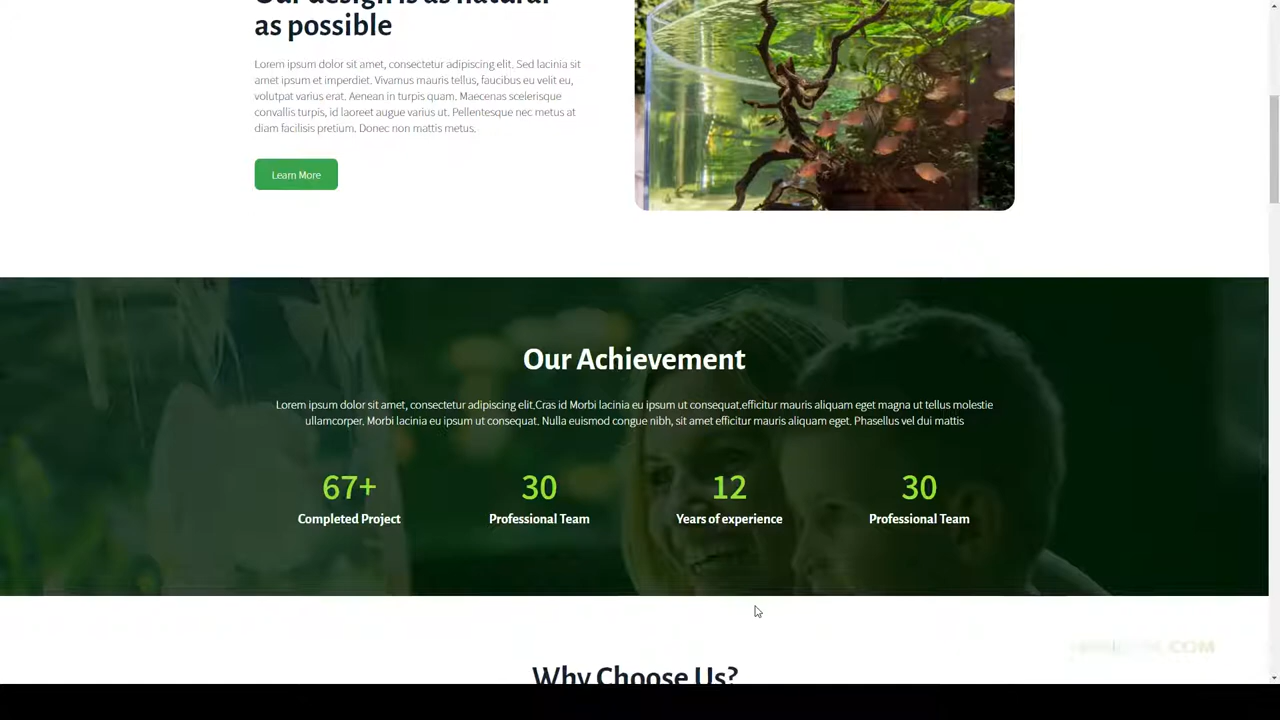 Our design is as natural
as possible
Lorem ipsum dolor sit amet, consectetur adipiscing elit. Sed lacinia sit
amet ipsum et imperdiet. Vivamus mauris tellus, faucibus eu velit eu,
volutpat varius erat. Aenean in turpis quam. Maecenas scelerisque
convallis turpis, id laoreet augue varius ut. Pellentesque nec metus at
diam facilisis pretium. Donec non mattis metus.
Learn More
Our Achievement
Lorem ipsum dolor sit amet, consectetur adipiscing elit.Cras id Morbi lacinia eu ipsum ut consequat.efficitur mauris aliquam eget magna ut tellus molestie
ullamcorper. Morbi lacinia eu ipsum ut consequat. Nulla euismod congue nibh, sit amet efficitur mauris aliquam eget. Phasellus vel dui mattis
67+ 30 12 30
Completed Project Professional Team Years of experience Professional Team
Why Choose Us?